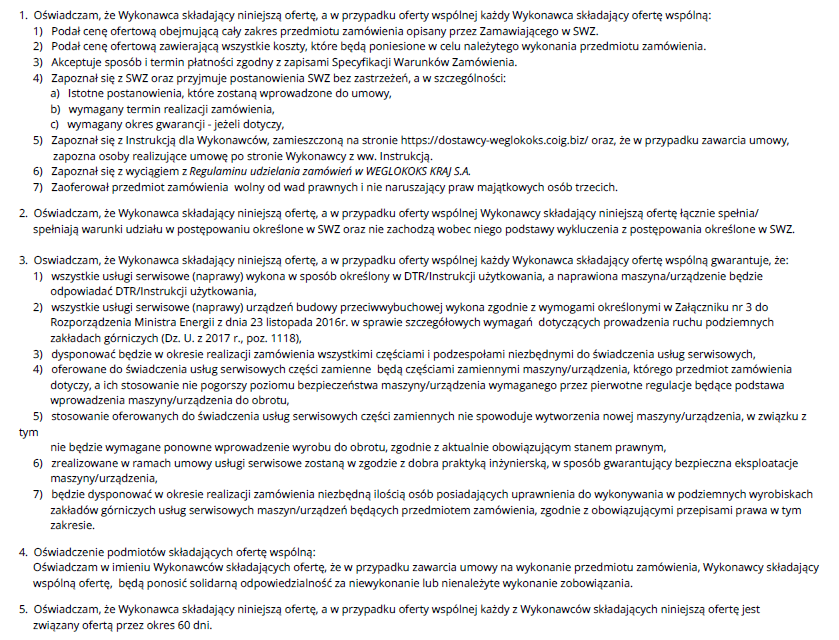 1. Oświadczam, że Wykonawca składający niniejszą ofertę, a w przypadku oferty wspólnej każdy Wykonawca składający ofertę wspólną:
1) Podał cenę ofertową obejmującą cały zakres przedmiotu zamówienia opisany przez Zamawiającego w SWZ.
2) Podał cenę ofertową zawierającą wszystkie koszty, które będą poniesione w celu należytego wykonania przedmiotu zamówienia.
3) Akceptuje sposób i termin płatności zgodny z zapisami Specyfikacji Warunków Zamówienia.
4) Zapoznał się z SWZ oraz przyjmuje postanowienia SWZ bez zastrzeżeń, a w szczególności:
a) Istotne postanowienia, które zostaną wprowadzone do umowy,
b) wymagany termin realizacji zamówienia,
c) wymagany okres gwarancji - jeżeli dotyczy,
5) Zapoznał się z Instrukcją dla Wykonawców, zamieszczoną na stronie https://dostawcy-weglokoks.coig.biz/ oraz, że w przypadku zawarcia umowy,
zapozna osoby realizujące umowę po stronie Wykonawcy z ww. Instrukcją.
6) Zapoznał się z wyciągiem z Regulaminu udzielania zamówień w WEGLOKOKS KRAJ S.A.
7) Zaoferował przedmiot zamówienia wolny od wad prawnych i nie naruszający praw majątkowych osób trzecich.
2. Oświadczam, że Wykonawca składający niniejszą ofertę, a w przypadku oferty wspólnej Wykonawcy składający niniejszą ofertę łącznie spełnia/
spełniają warunki udziału w postępowaniu określone w SWZ oraz nie zachodzą wobec niego podstawy wykluczenia z postępowania określone w SWZ.
3. Oswiadczam, że Wykonawca składający niniejszą ofertę, a w przypadku oferty wspólnej każdy Wykonawca składający ofertę wspólną gwarantuje, że:
1) wszystkie usługi serwisowe (naprawy) wykona w sposób określony w DTR/Instrukcji użytkowania, a naprawiona maszyna/urządzenie będzie
odpowiadać DTR/Instrukcji użytkowania,
2) wszystkie usługi serwisowe (naprawy) urządzeń budowy przeciwwybuchowej wykona zgodnie z wymogami określonymi w Załączniku nr 3 do
Rozporządzenia Ministra Energii z dnia 23 listopada 2016r. w sprawie szczegółowych wymagań dotyczących prowadzenia ruchu podziemnych
zakładach górniczych (Dz. U. z 2017 r., poz. 1118),
3) dysponować będzie w okresie realizacji zamówienia wszystkimi częściami i podzespołami niezbędnymi do świadczenia usług serwisowych,
4) oferowane do świadczenia usług serwisowych części zamienne będą częściami zamiennymi maszyny/urządzenia, którego przedmiot zamówienia
dotyczy, a ich stosowanie nie pogorszy poziomu bezpieczeństwa maszyny/urządzenia wymaganego przez pierwotne regulacje będące podstawa
wprowadzenia maszyny/urządzenia do obrotu,
5) stosowanie oferowanych do świadczenia usług serwisowych części zamiennych nie spowoduje wytworzenia nowej maszyny/urządzenia, w związku z
tym
nie będzie wymagane ponowne wprowadzenie wyrobu do obrotu, zgodnie z aktualnie obowiązującym stanem prawnym,
6) zrealizowane w ramach umowy usługi serwisowe zostaną w zgodzie z dobra praktyką inżynierską, w sposób gwarantujący bezpieczna eksploatacje
maszyny/urządzenia,
7) będzie dysponować w okresie realizacji zamówienia niezbędną ilością osób posiadających uprawnienia do wykonywania w podziemnych wyrobiskach
zakładów górniczych usług serwisowych maszyn/urządzeń będących przedmiotem zamówienia, zgodnie z obowiązującymi przepisami prawa w tym
zakresie.
4. Oświadczenie podmiotów składających ofertę wspólną:
Oświadczam w imieniu Wykonawców składających ofertę, że w przypadku zawarcia umowy na wykonanie przedmiotu zamówienia, Wykonawcy składający
wspólną ofertę, będą ponosić solidarną odpowiedzialność za niewykonanie lub nienależyte wykonanie zobowiązania.
5. Oświadczam, że Wykonawca składający niniejszą ofertę, a w przypadku oferty wspólnej każdy z Wykonawców składających niniejszą ofertę jest
związany ofertą przez okres 60 dni.